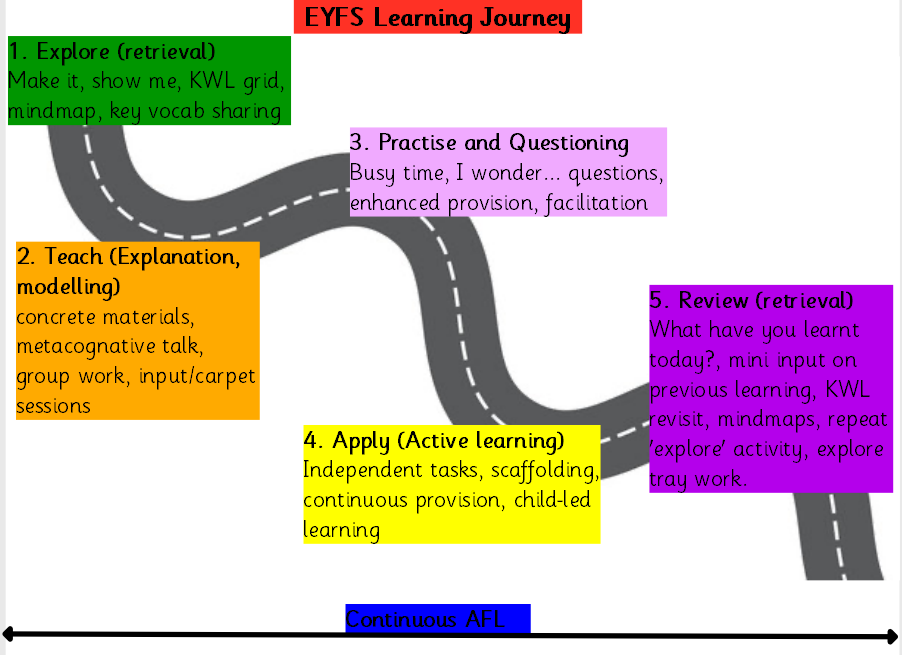 EYFS Learning Journey
1. Explore (retrieval)
Make it, show me, KWL grid,
mindmap, key vocab sharing
2. Teach (Explanation,
modelling)
concrete materials,
metacognative talk,
group work, input/carpet
sessions
3. Practise and Questioning
Busy time, I wonder... questions,
enhanced provision, facilitation
4. Apply (Active learning)
Independent tasks, scaffolding,
continuous provision, child-led
learning
5. Review (retrieval)
What have you learnt
today?, mini input on
previous learning, KWL
revisit, mindmaps, repeat
'explore' activity, explore
tray work.
Continuous AFL